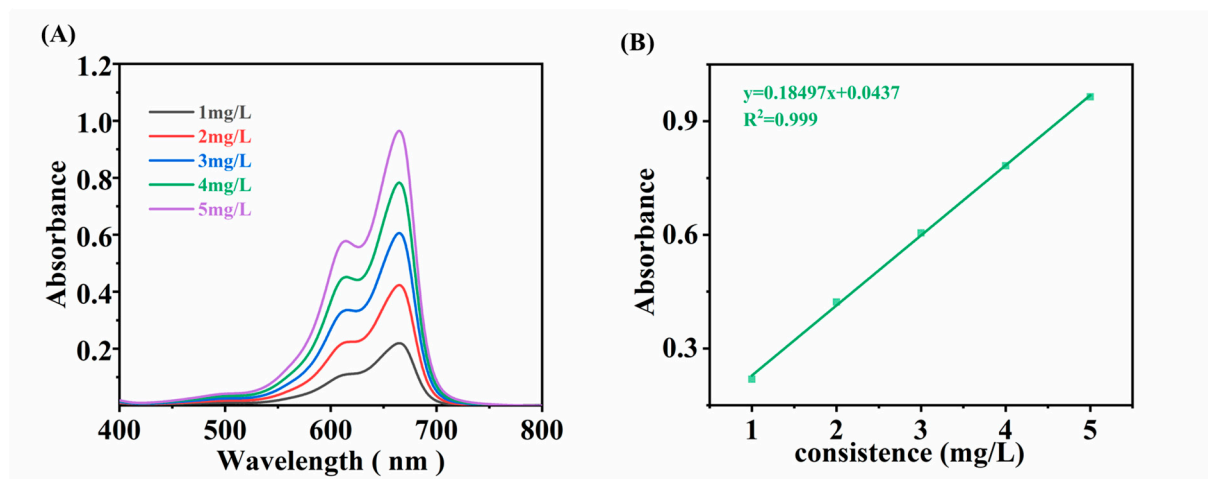 (A)
1.2
1.0
0.8
0.6
0.4
0.2
Absorbance
1mg/L
2mg/L
3mg/L
4mg/L
5mg/L
400 500 600 700 800
Wavelength ( nm )
(B)
0.9
0.6
0.3
Absorbance
y=0.18497x+0.0437
R²=0.999
1 2 3 4 5
consistence (mg/L)